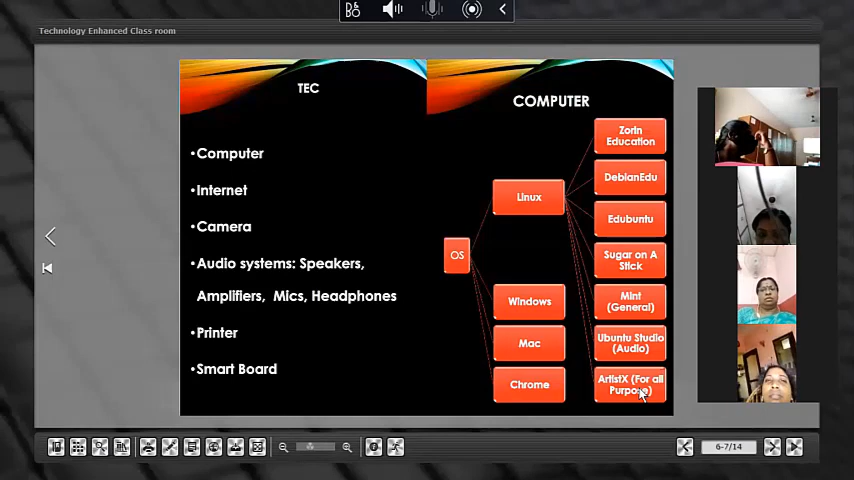 Technology Enhanced Class room
TEC
•Computer
•Internet
•Camera
•Audio systems: Speakers,
Amplifiers, Mics, Headphones
•Printer
•Smart Board
COMPUTER
OS
Linux
Windows
Mac
Chrome
Zorin
Education
DebianEdu
Edubuntu
Sugar on A
Stick
Mint
(General)
Ubuntu Studio
(Audio)
ArtistX (For all
Purpose)
6-7/14